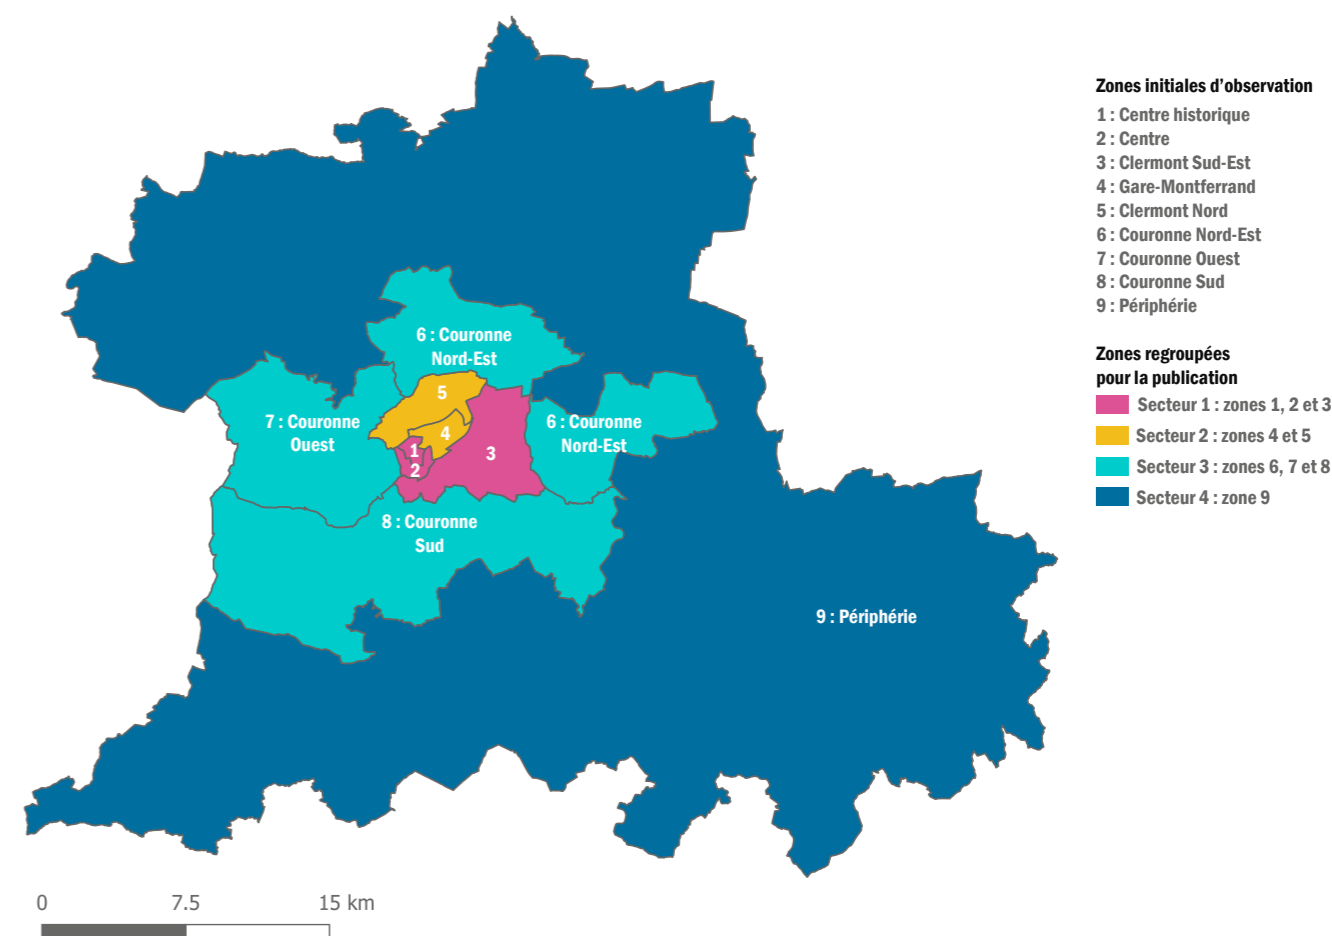 Zones initiales d’observation
1 : Centre historique
2 : Centre
3 : Clermont Sud-Est
4 : Gare-Montferrand
5 : Clermont Nord
6 : Couronne Nord-Est
7 : Couronne Ouest
8 : Couronne Sud
9 : Périphérie
Zones regroupées
pour la publication
Secteur 1 : zones 1, 2 et 3
Secteur 2 : zones 4 et 5
Secteur 3 : zones 6, 7 et 8
Secteur 4 : zone 9
6 : Couronne
Nord-Est
5
7 : Couronne
Ouest
4
6 : Couronne
Nord-Est
1
3
2
8 : Couronne
Sud
9 : Périphérie
0 7.5 15 km